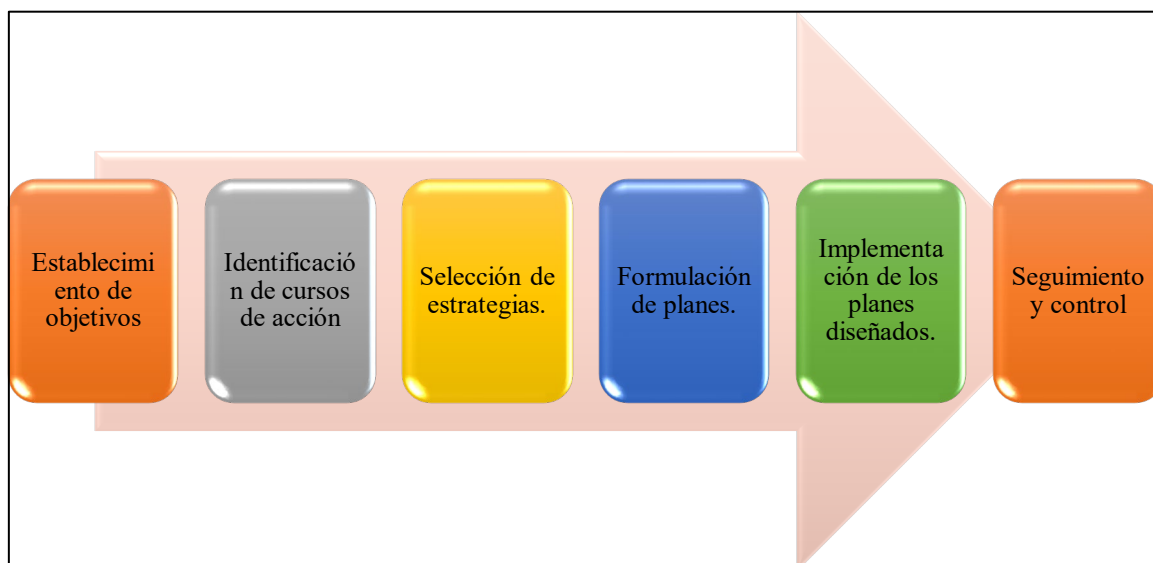 Establecimi
ento de
objetivos
Identificació
n de cursos
de acción
Selección de
estrategias.
Formulación
de planes.
Implementa
ción de los
planes
diseñados.
Seguimiento
y control